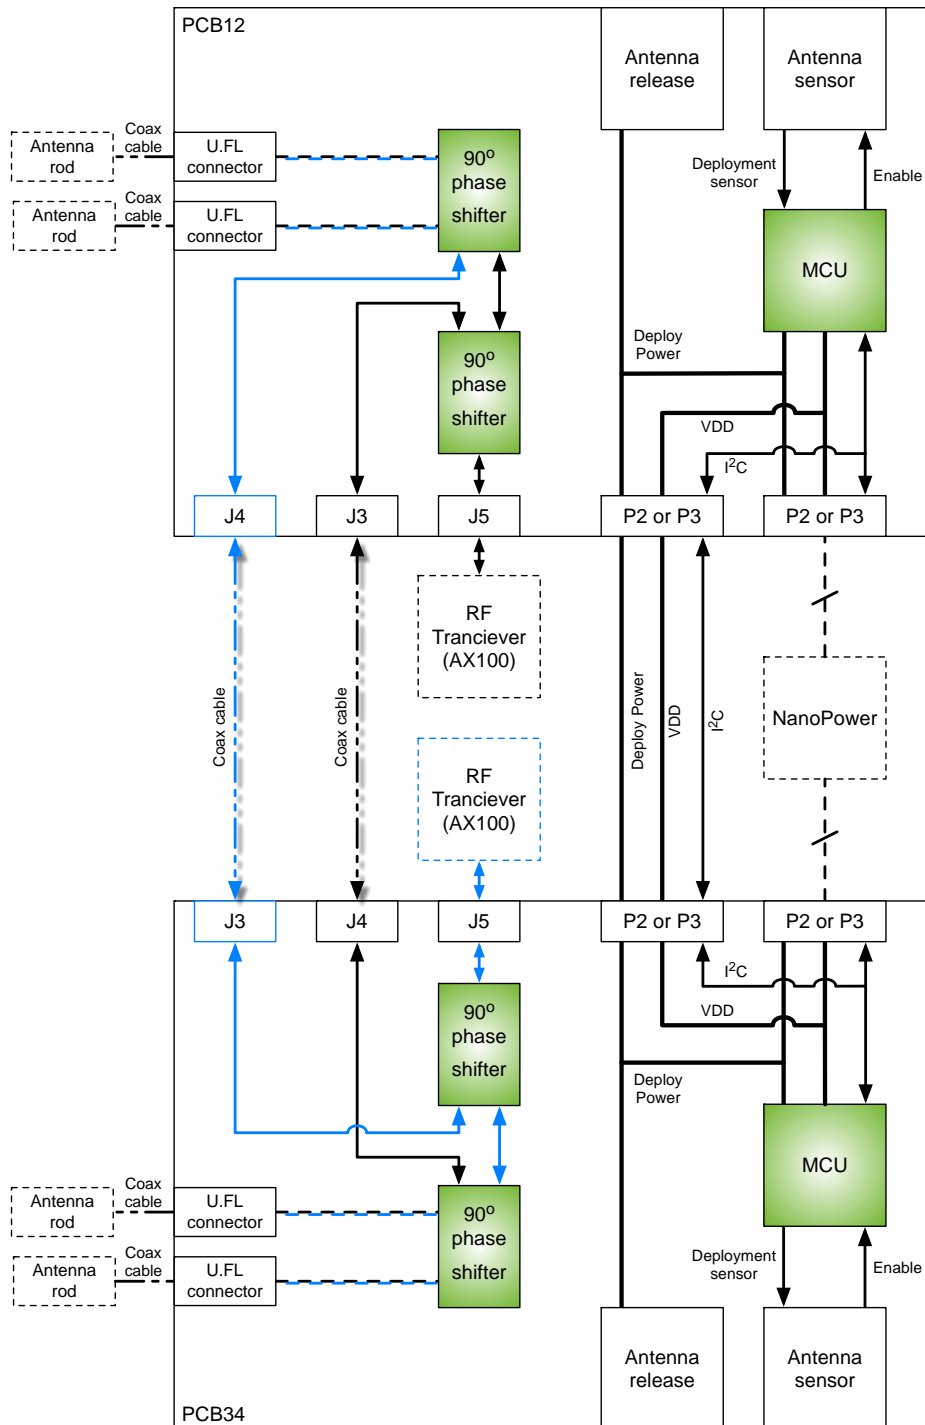 PCB12
Antenna
release
Antenna
sensor
Antenna
rod
Coax
cable
U.FL
connector
90º
phase
shifter
Antenna
rod
Coax
cable
U.FL
connector
Deployment
sensor
Enable
MCU
90º
phase
shifter
Deploy
Power
VDD
I²C
J4
J3
J5
P2 or P3
P2 or P3
RF
Tranciever
(AX100)
Coax cable
Coax cable
Deploy Power
VDD
I²C
NanoPower
RF
Tranciever
(AX100)
J3
J4
J5
P2 or P3
P2 or P3
I²C
VDD
90º
phase
shifter
Deploy
Power
MCU
Antenna
rod
Coax
cable
U.FL
connector
90º
phase
shifter
Antenna
rod
Coax
cable
U.FL
connector
Deployment
sensor
Enable
Antenna
release
Antenna
sensor
PCB34